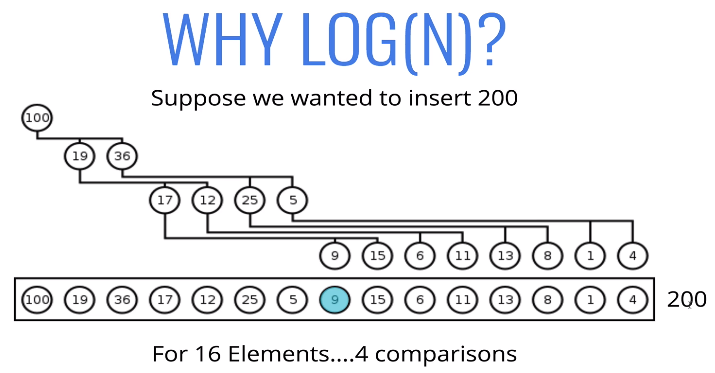 WHY LOG(N)?
Suppose we wanted to insert 200
100
19 36
17 12 25 5
9 15 6 11 13 8 1 4
100 19 36 17 12 25 5 9 15 6 11 13 8 1 4 200
For 16 Elements....4 comparisons